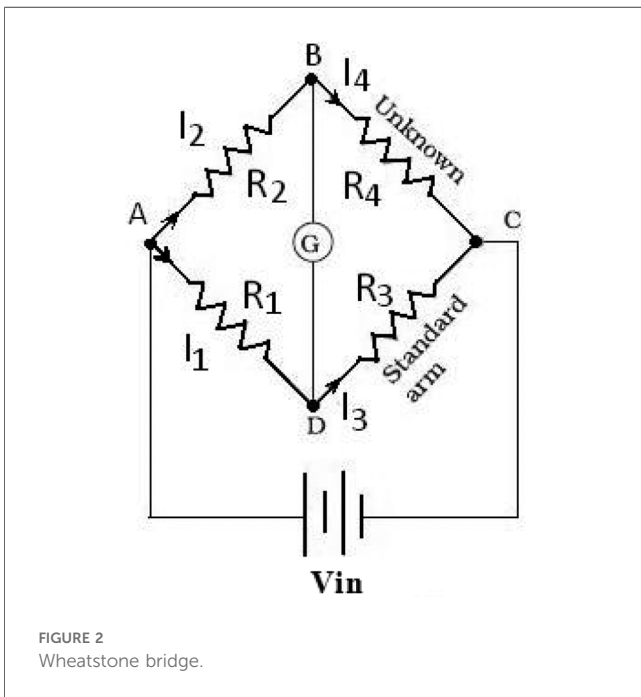 B
I4
Unknown
I2
R2
R4
A
G
C
R1
R3
I1
Standard
arm
D
I3
Vin
FIGURE 2
Wheatstone bridge.